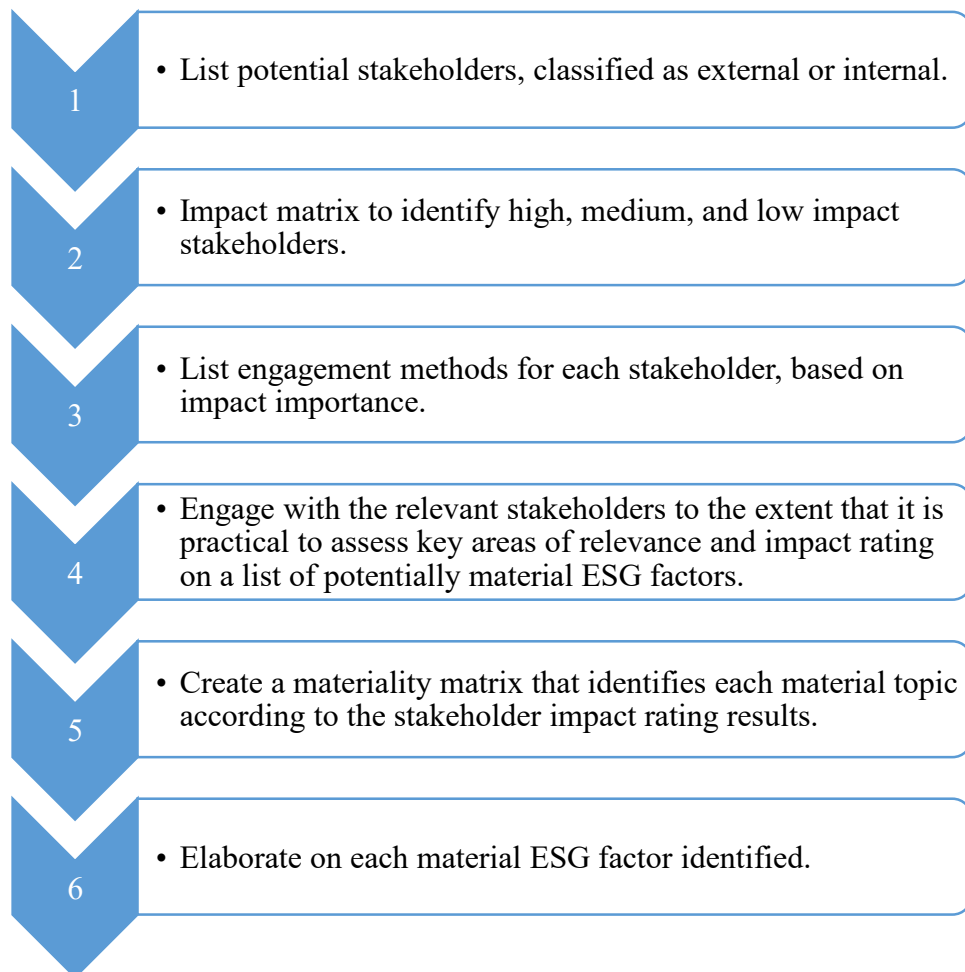 1
• List potential stakeholders, classified as external or internal.
2
• Impact matrix to identify high, medium, and low impact
stakeholders.
3
• List engagement methods for each stakeholder, based on
impact importance.
4
• Engage with the relevant stakeholders to the extent that it is
practical to assess key areas of relevance and impact rating
on a list of potentially material ESG factors.
5
• Create a materiality matrix that identifies each material topic
according to the stakeholder impact rating results.
6
• Elaborate on each material ESG factor identified.